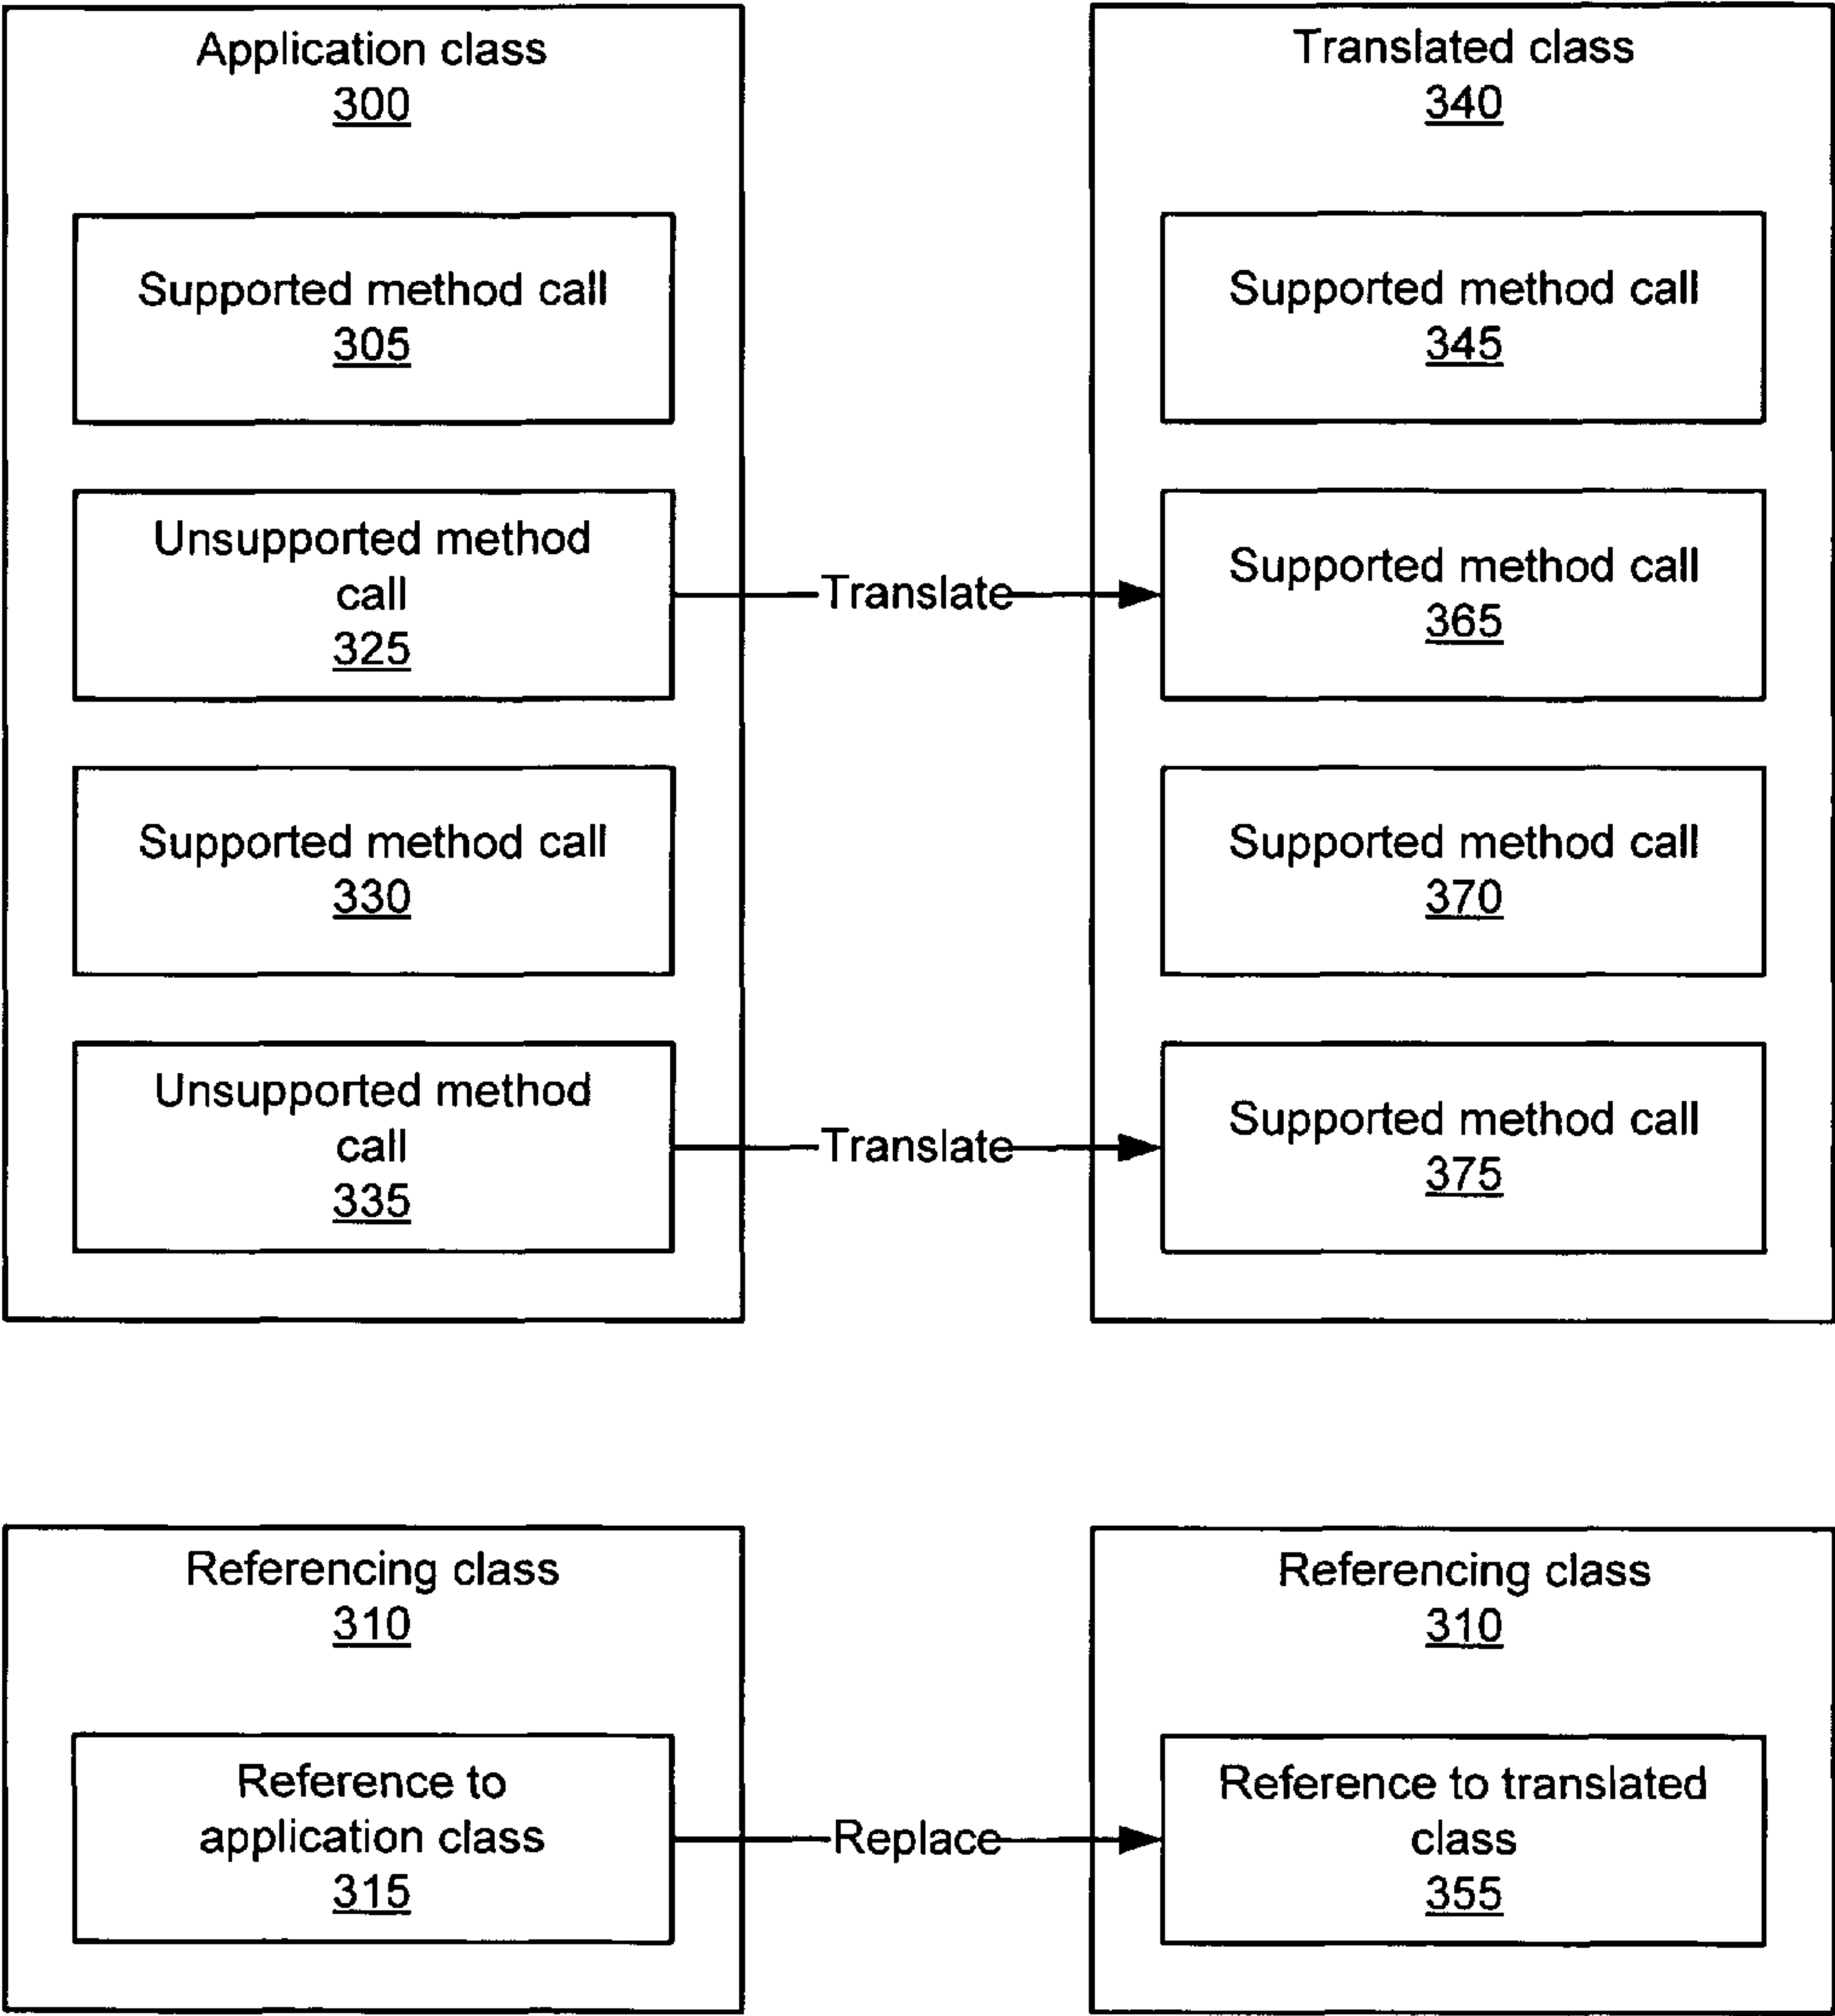 Application class
300
Supported method call
305
Unsupported method
call
325
Supported method call
330
Unsupported method
call
335
Translate
Translate
Translated class
340
Supported method call
345
Supported method call
365
Supported method call
370
Supported method call
375
Referencing class
310
Reference to
application class
315
Replace
Referencing class
310
Reference to translated
class
355